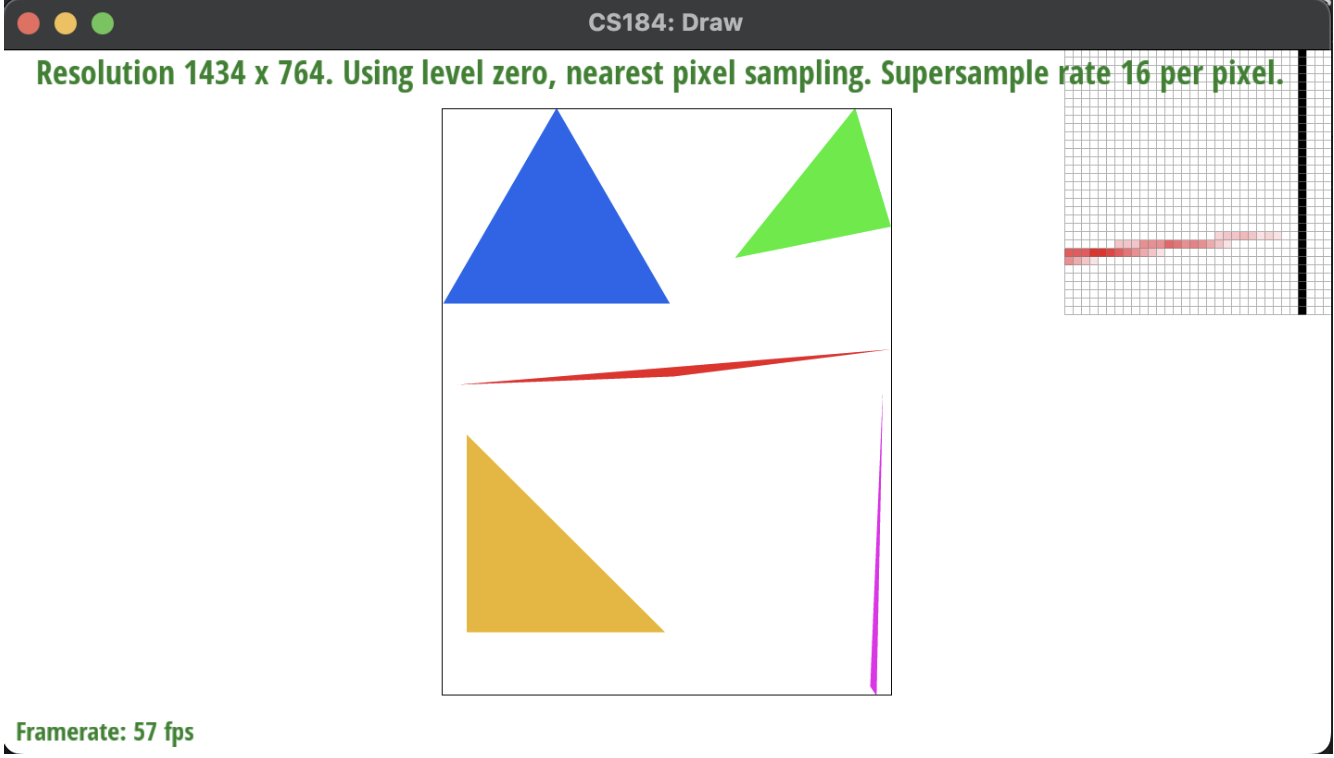 CS184: Draw
Resolution 1434 x 764. Using level zero, nearest pixel sampling. Supersample rate 16 per pixel.
Framerate: 57 fps